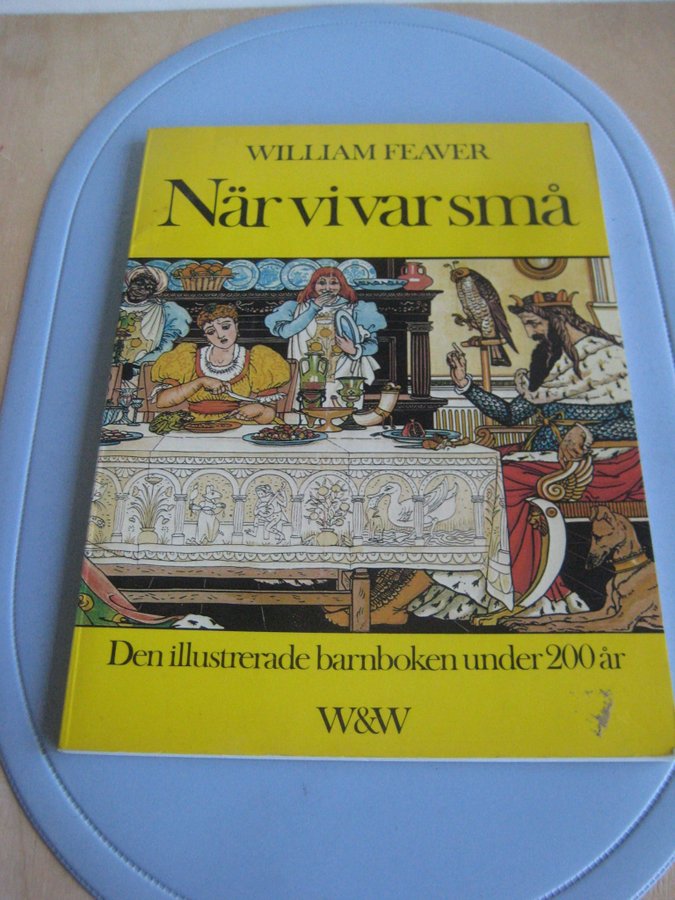 WILLIAM FEAVER
När vi var små
Den illustrerade barnboken under 200 år
W&W